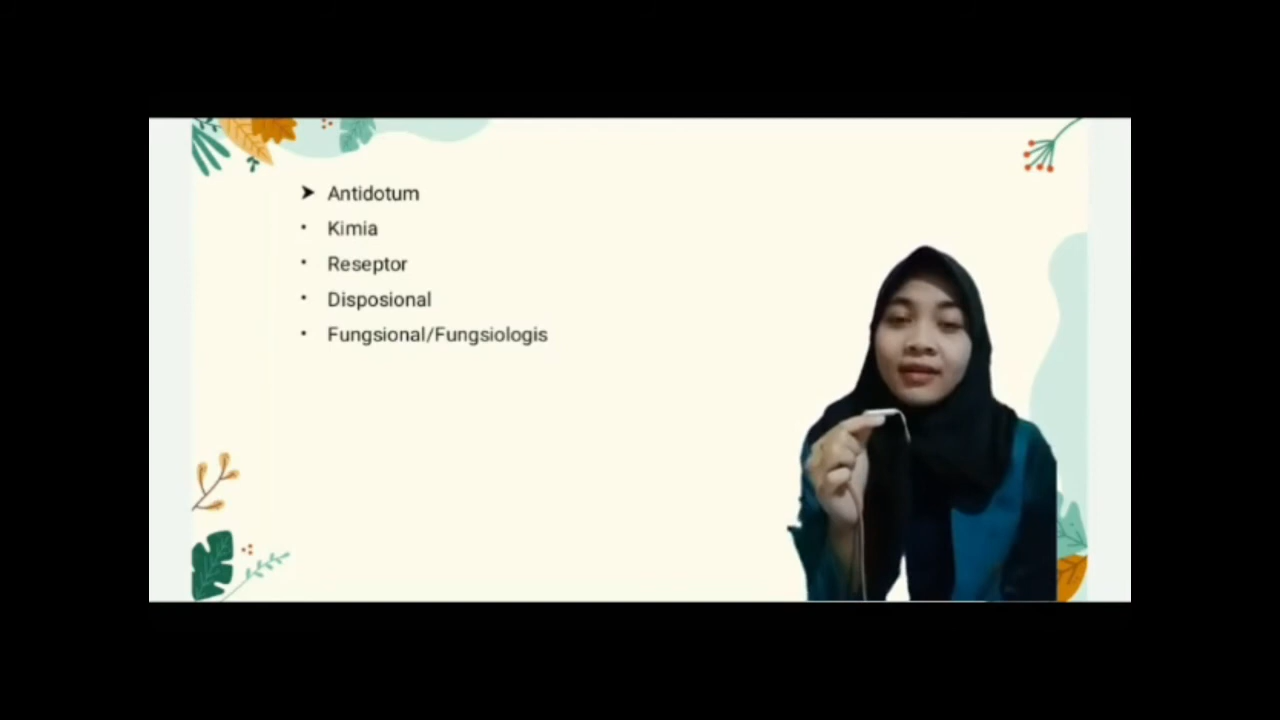 ➤ Antidotum
• Kimia
• Reseptor
• Disposional
• Fungsional/Fungsiologis